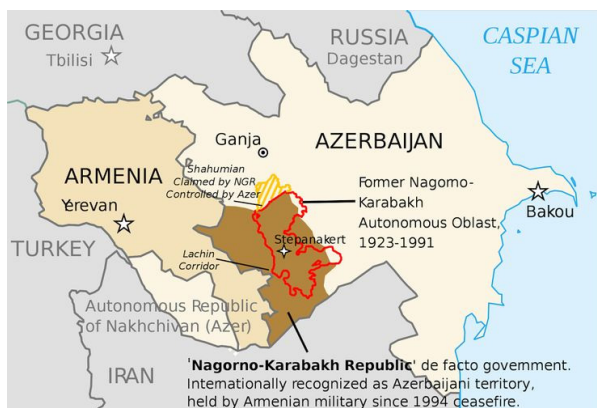 GEORGIA
Tbilisi
RUSSIA
Dagestan
CASPIAN
SEA
Ganja
AZERBAIJAN
ARMENIA
Yerevan
Shahumian
Claimed by NGR
Controlled by Azer
Former Nagorno-
Karabakh
Autonomous Oblast,
1923-1991
Bakou
Stepanakert
TURKEY
Lachin
Corridor
Autonomous Republic
of Nakhchivan (Azer)
IRAN
'Nagorno-Karabakh Republic' de facto government.
Internationally recognized as Azerbaijani territory,
held by Armenian military since 1994 ceasefire.